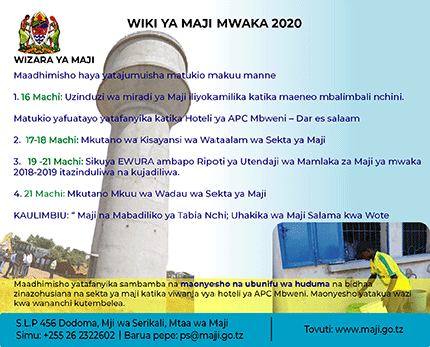 WIKI YA MAJI MWAKA 2020
WIZARA YA MAJI
Maadhimisho haya yatajumuisha matukio makuu manne
1. 16 Machi: Uzinduzi wa miradi ya Maji iliyokamilika katika maeneo mbalimbali nchini.
Matukio yafuatayo yatafanyika katika Hoteli ya APC Mbweni – Dar es salaam
2. 17-18 Machi: Mkutano wa Kisayansi wa Wataalam wa Sekta ya Maji
3. 19 -21 Machi: Sikuya EWURA ambapo Ripoti ya Utendaji wa Mamlaka za Maji ya mwaka
2018-2019 itazinduliwa na kujadiliwa.
4. 21 Machi: Mkutano Mkuu wa Wadau wa Sekta ya Maji
KAULIMBIU: “ Maji na Mabadiliko ya Tabia Nchi; Uhakika wa Maji Salama kwa Wote
Maadhimisho yatafanyika sambamba na maonyesho na ubunifu wa huduma na bidhaa
zinazohusiana na sekta ya maji katika viwanja vya hoteli ya APC Mbweni. Maonyesho yatakua wazi
kwa wananchi kutembelea.
S.L.P 456 Dodoma, Mji wa Serikali, Mtaa wa Maji
Simu: +255 26 2322602 | Barua pepe: ps@maji.go.tz
Tovuti: www.maji.go.tz